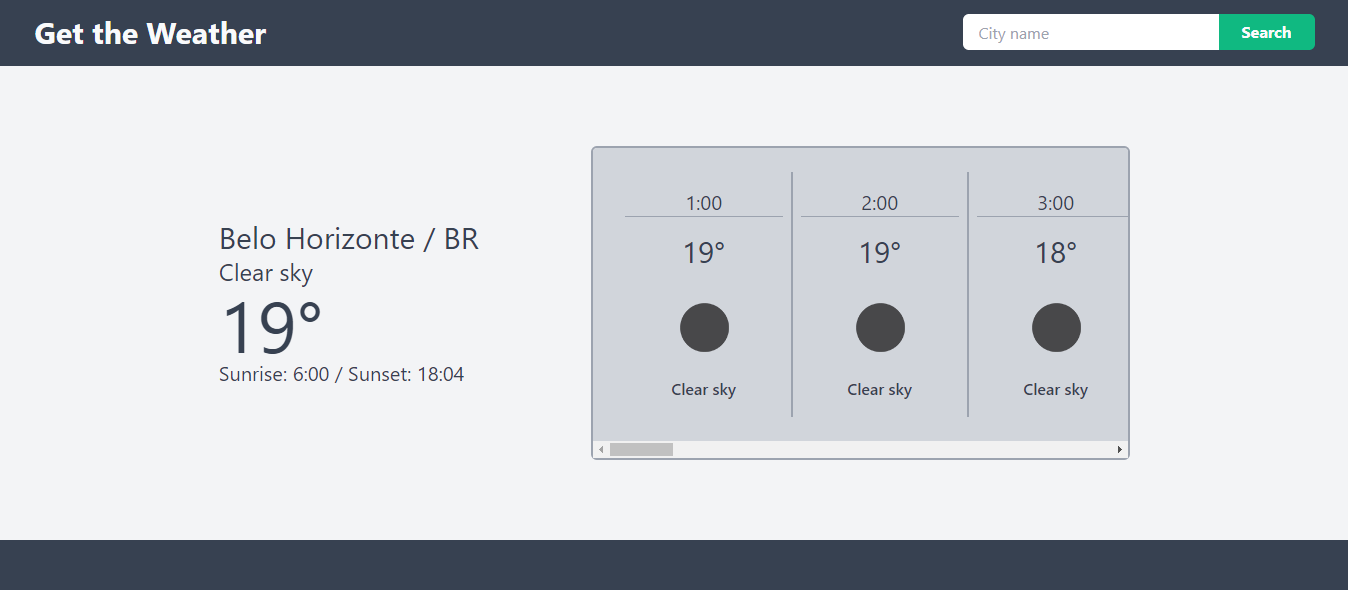 Get the Weather
City name
Search
Belo Horizonte / BR
Clear sky
19°
Sunrise: 6:00 / Sunset: 18:04
1:00
19°
Clear sky
2:00
19°
Clear sky
3:00
18°
Clear sky